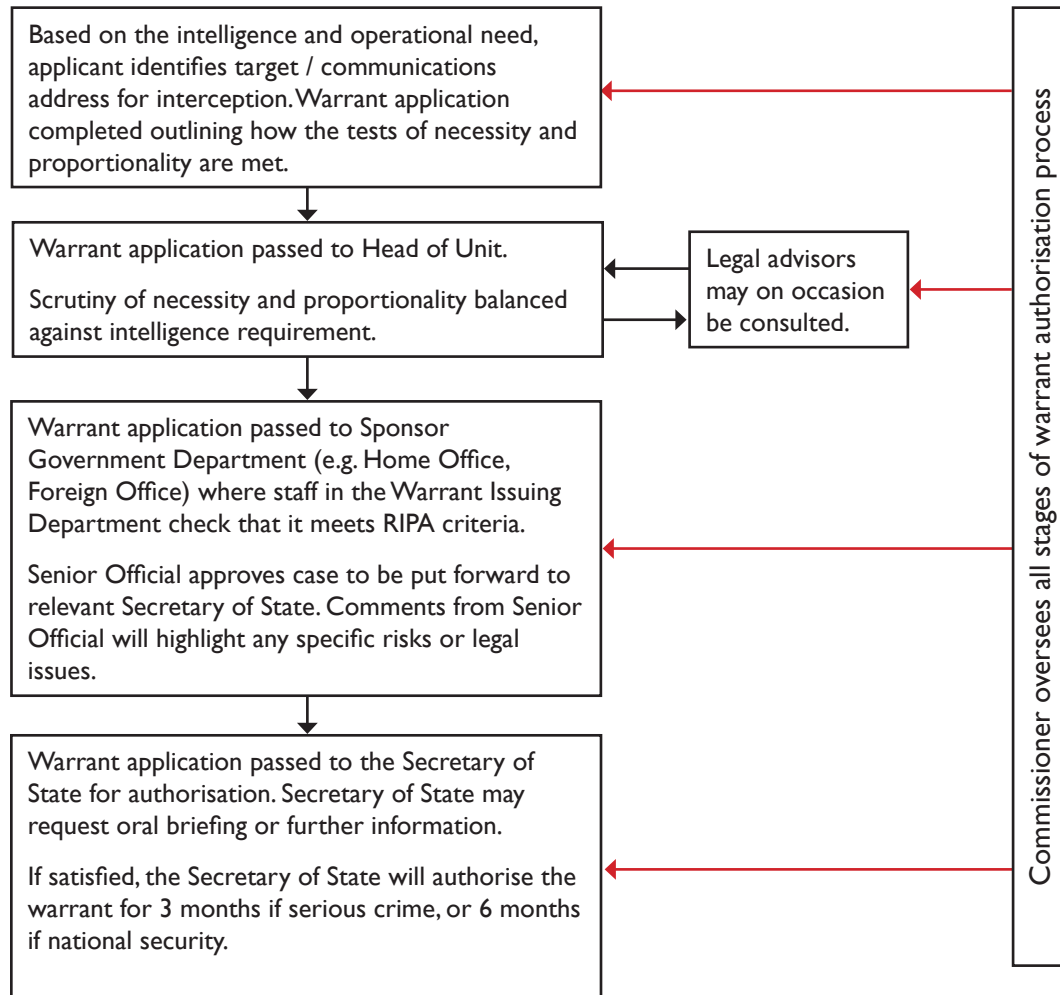 Based on the intelligence and operational need,
applicant identifies target / communications
address for interception. Warrant application
completed outlining how the tests of necessity and
proportionality are met.
Warrant application passed to Head of Unit.
Scrutiny of necessity and proportionality balanced
against intelligence requirement.
Legal advisors
may on occasion
be consulted.
Warrant application passed to Sponsor
Government Department (e.g. Home Office,
Foreign Office) where staff in the Warrant Issuing
Department check that it meets RIPA criteria.
Senior Official approves case to be put forward to
relevant Secretary of State. Comments from Senior
Official will highlight any specific risks or legal
issues.
Warrant application passed to the Secretary of
State for authorisation. Secretary of State may
request oral briefing or further information.
If satisfied, the Secretary of State will authorise the
warrant for 3 months if serious crime, or 6 months
if national security.
Commissioner oversees all stages of warrant authorisation process